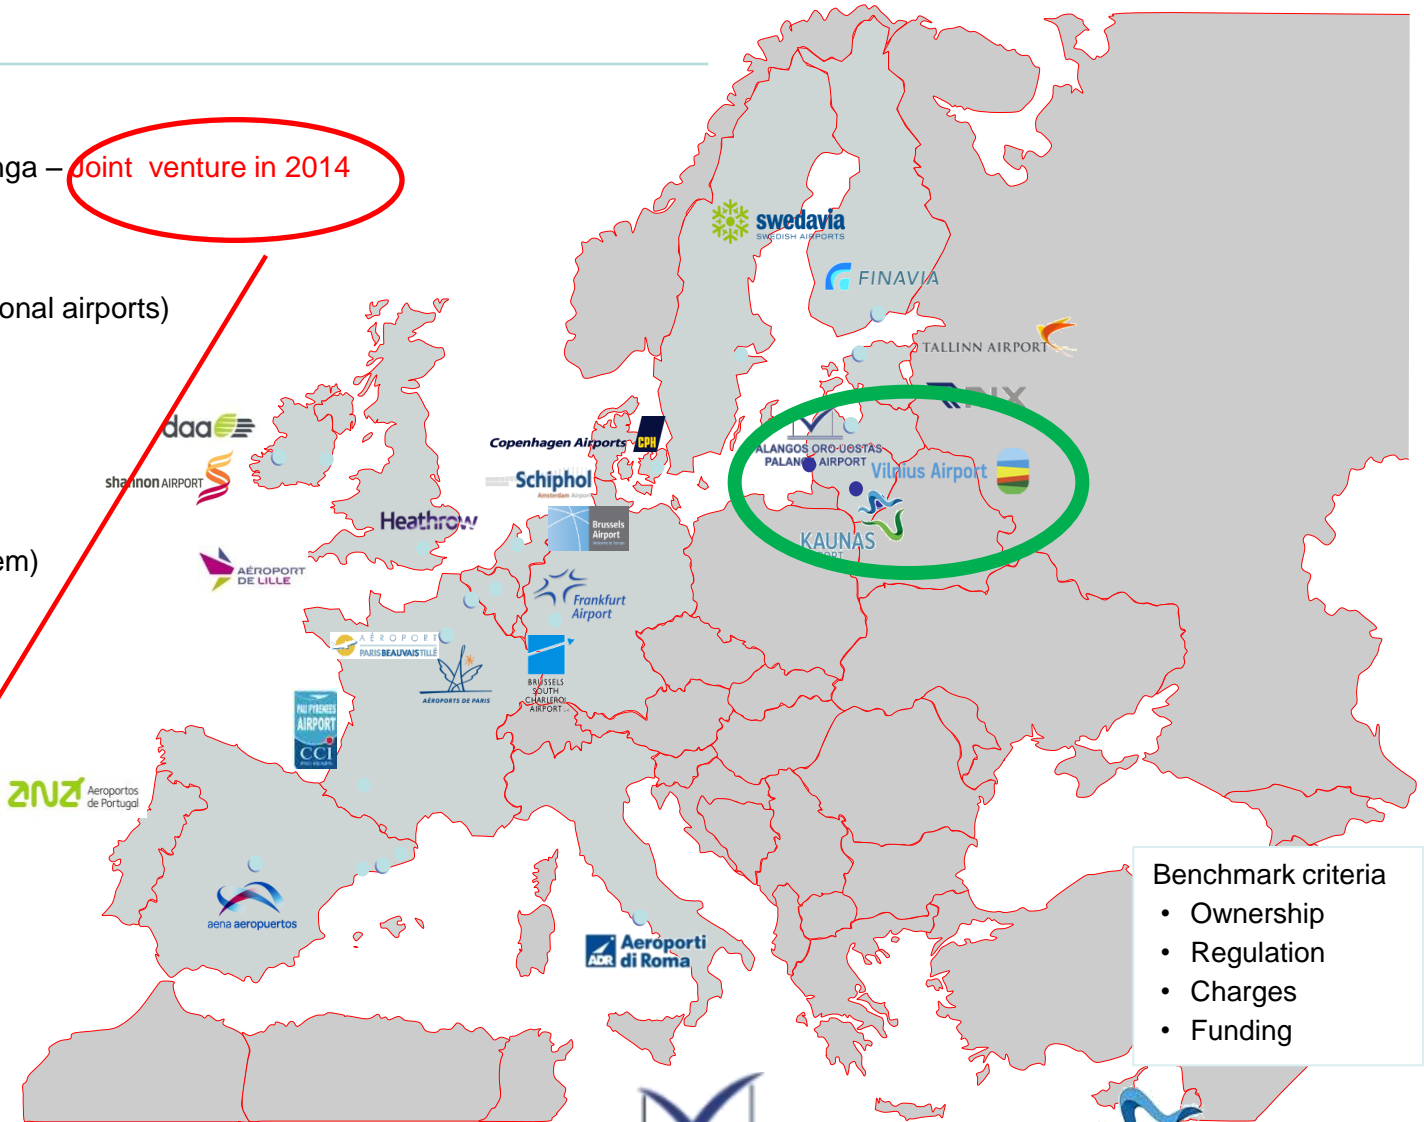 nga – Joint venture in 2014
onal airports)
em)
swedavia
SWEDISH AIRPORTS
FINAVIA
TALLINN AIRPORT
daa
shannon AIRPORT
Copenhagen Airports CPH
Schiphol
Amsterdam Airport
Heathrow
Brussels
Airport
ALANGOS ORO UOSTAS
PALANGA AIRPORT
Vilnius Airport
KAUNAS
AÉROPORT
DE LILLE
Frankfurt
Airport
AÉROPORT
PARIS BEAUVAIS TILLÉ
AÉROPORTS DE PARIS
BRUSSELS
SOUTH
CHARLEROI
AIRPORT
PAU PYRÉNÉES
AIRPORT
CCI
ANA Aeroportos
de Portugal
aena aeropuertos
ADR Aeroporti
di Roma
Benchmark criteria
• Ownership
• Regulation
• Charges
• Funding